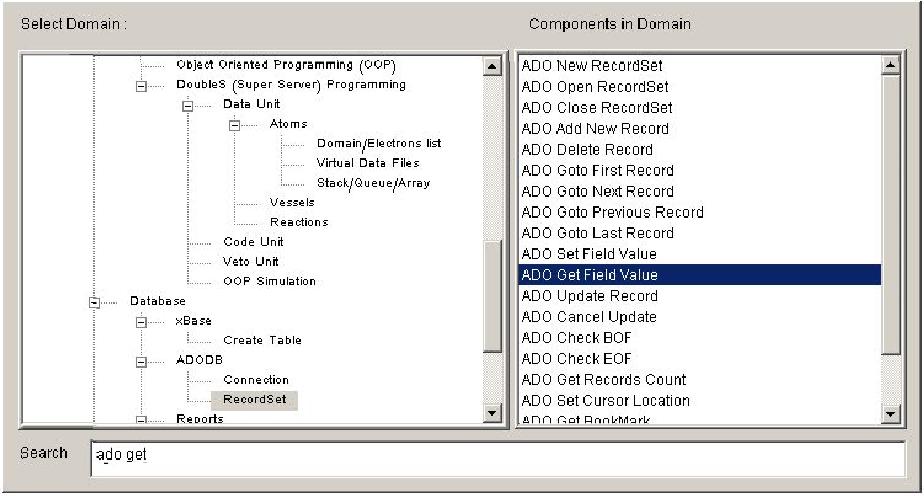 Select Domain :
Components in Domain
Object Oriented Programming (OOP)
DoubleS (Super Server) Programming
Data Unit
Atoms
Domain/Electrons list
Virtual Data Files
Stack/Queue/Array
Vessels
Reactions
Code Unit
Veto Unit
OOP Simulation
Database
xBase
Create Table
ADODB
Connection
RecordSet
Reports
ADO New RecordSet
ADO Open RecordSet
ADO Close RecordSet
ADO Add New Record
ADO Delete Record
ADO Goto First Record
ADO Goto Next Record
ADO Goto Previous Record
ADO Goto Last Record
ADO Set Field Value
ADO Get Field Value
ADO Update Record
ADO Cancel Update
ADO Check BOF
ADO Check EOF
ADO Get Records Count
ADO Set Cursor Location
ADO Get BookMark
Search
ado get